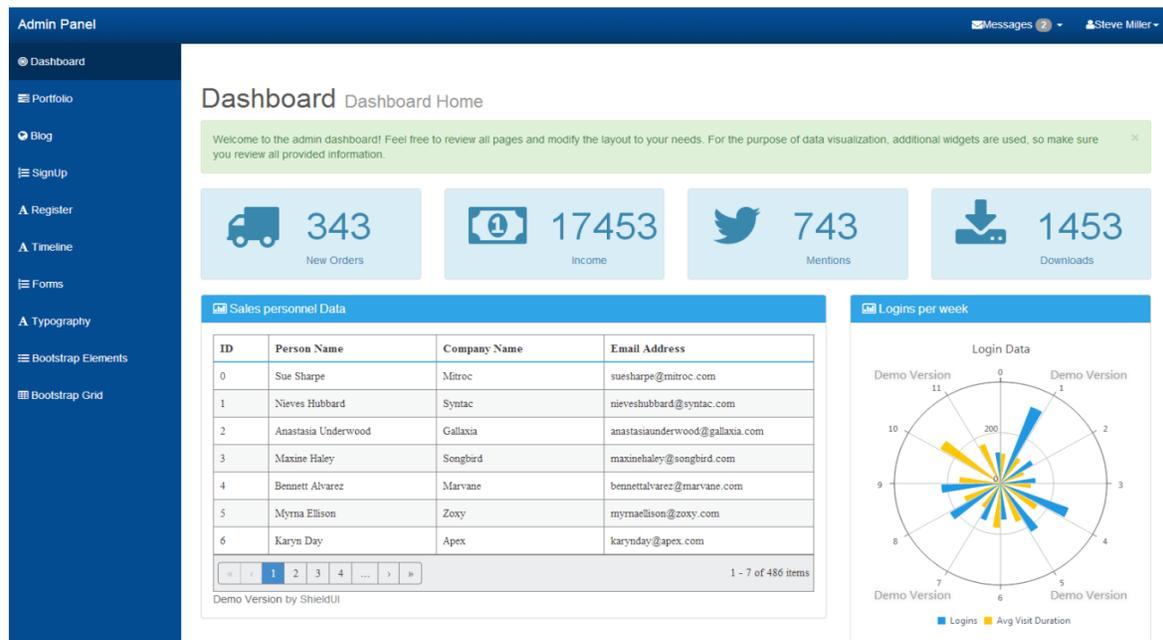 Admin Panel
Messages 2
Steve Miller
Dashboard
Portfolio
Blog
SignUp
Register
Timeline
Forms
Typography
Bootstrap Elements
Bootstrap Grid
Dashboard Dashboard Home
Welcome to the admin dashboard! Feel free to review all pages and modify the layout to your needs. For the purpose of data visualization, additional widgets are used, so make sure
you review all provided information.
×
343
New Orders
1
17453
Income
743
Mentions
1453
Downloads
Sales personnel Data
ID Person Name Company Name Email Address
0 Sue Sharpe Mitroc suesharpe@mitroc.com
1 Nieves Hubbard Syntac nieveshubbard@syntac.com
2 Anastasia Underwood Gallaxia anastasiaunderwood@gallaxia.com
3 Maxine Haley Songbird maxinehaley@songbird.com
4 Bennett Alvarez Marvane bennettalvarez@marvane.com
5 Myrna Ellison Zoxy myrnaellison@zoxy.com
6 Karyn Day Apex karynday@apex.com
« ‹ 1 2 3 4 ... › »
1 - 7 of 486 items
Demo Version by ShieldUI
Logins per week
Login Data
Demo Version
Demo Version
0
1
2
3
4
5
6
7
8
9
10
11
200
0
Demo Version
Demo Version
Logins Avg Visit Duration